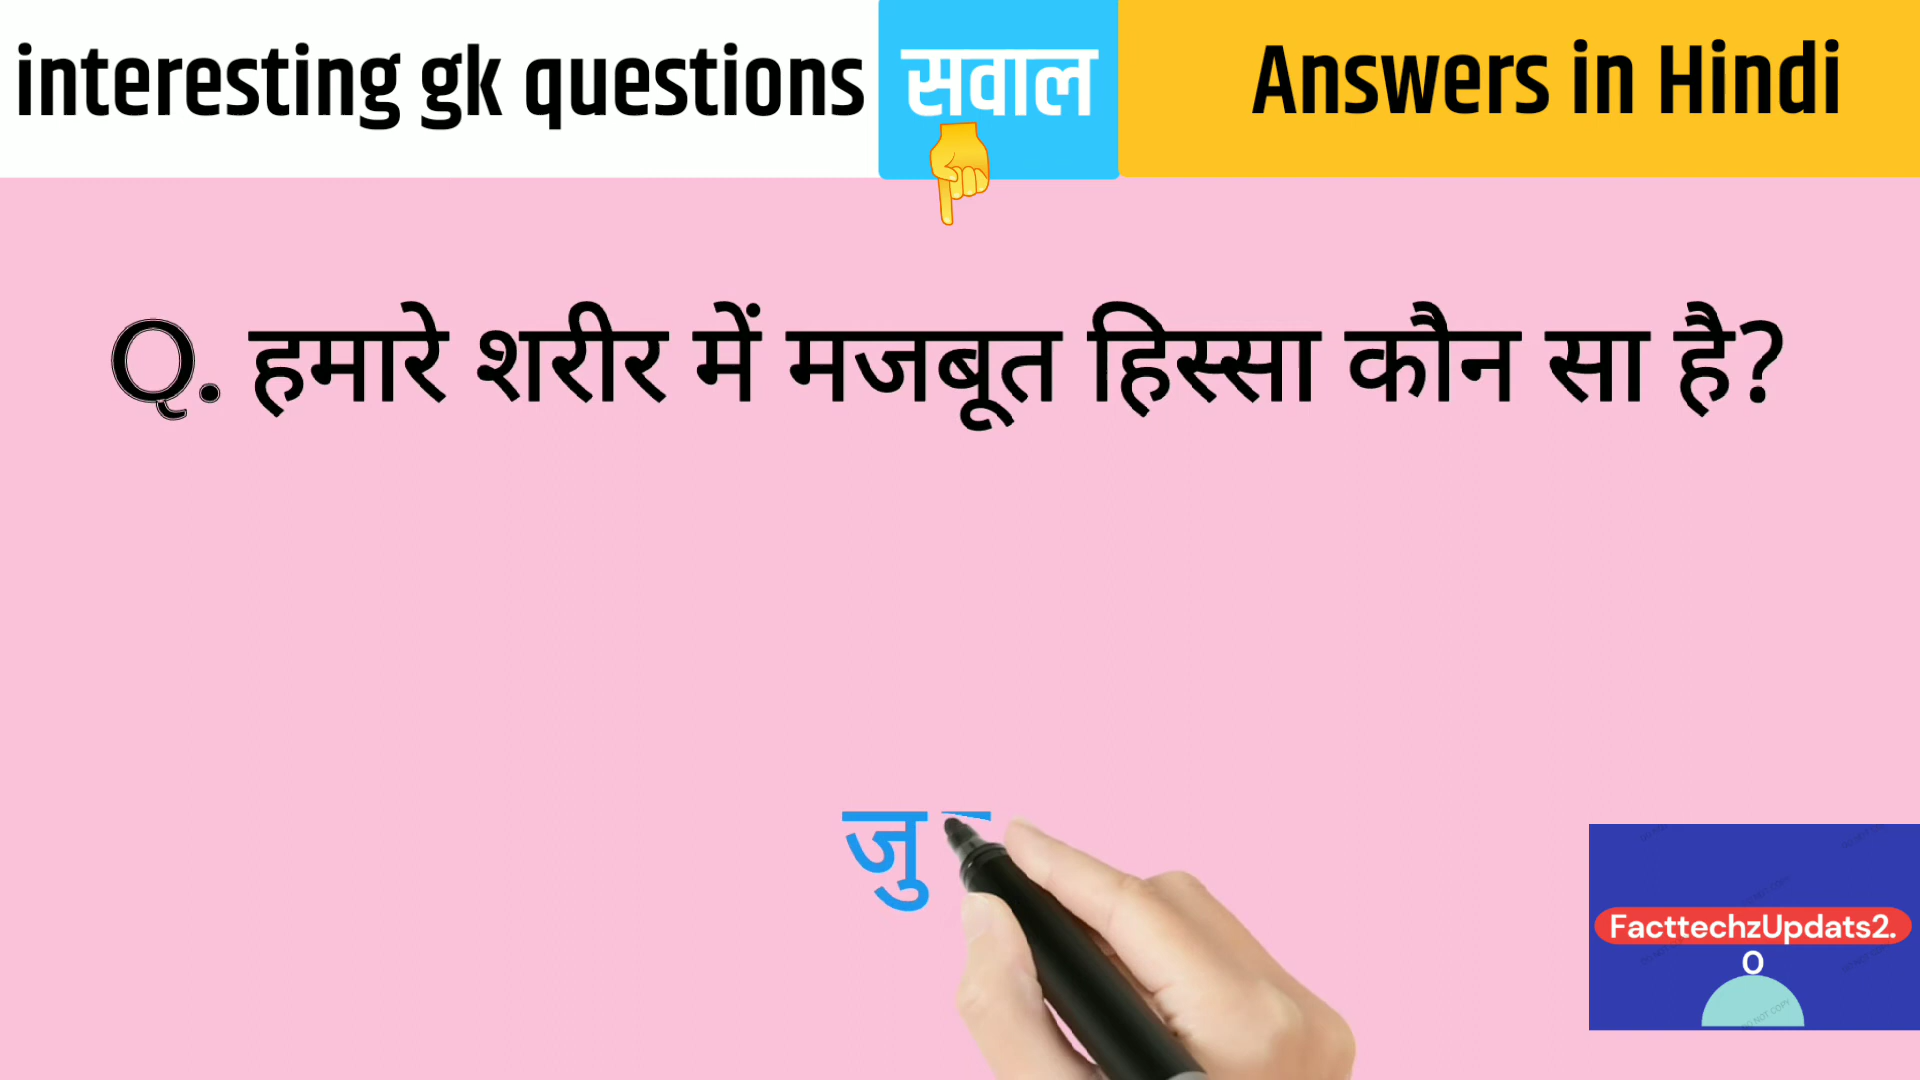 interesting gk questions सवाल Answers in Hindi
Q. हमारे शरीर में मजबूत हिस्सा कौन सा है?
जु
FacttechzUpdats2.
0